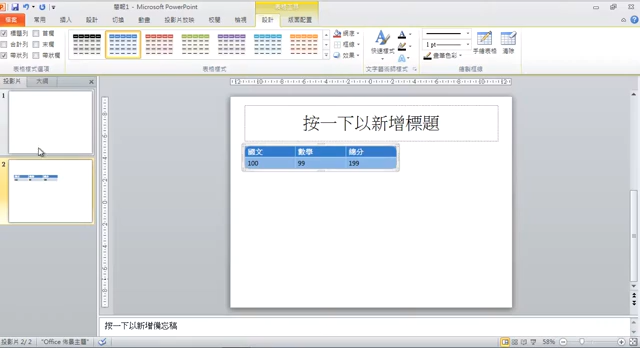 簡報1 - Microsoft PowerPoint
表格工具
檔案 常用 插入 設計 切換 動畫 投影片放映 校閱 檢視 設計 版面配置
標題列 首欄
合計列 末欄
帶狀列 帶狀欄
表格樣式選項
表格樣式
網底
框線
效果
快速樣式
文字藝術師樣式
1 pt
畫筆色彩
手繪表格 清除
繪製框線
投影片 大綱
1
2
按一下以新增標題
國文 數學 總分
100 99 199
按一下以新增備忘稿
投影片 2/2 "Office 佈景主題" 58%